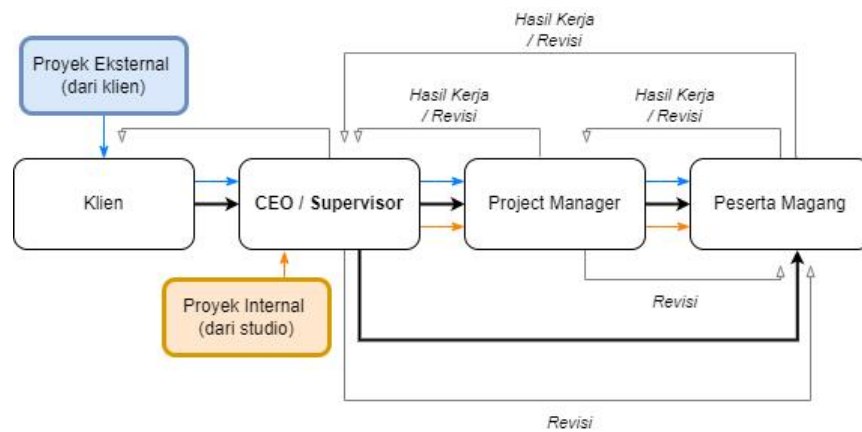 Hasil Kerja
/ Revisi
Proyek Eksternal
(dari klien)
Hasil Kerja
/ Revisi
Hasil Kerja
/ Revisi
Klien
CEO / Supervisor
Project Manager
Peserta Magang
Proyek Internal
(dari studio)
Revisi
Revisi